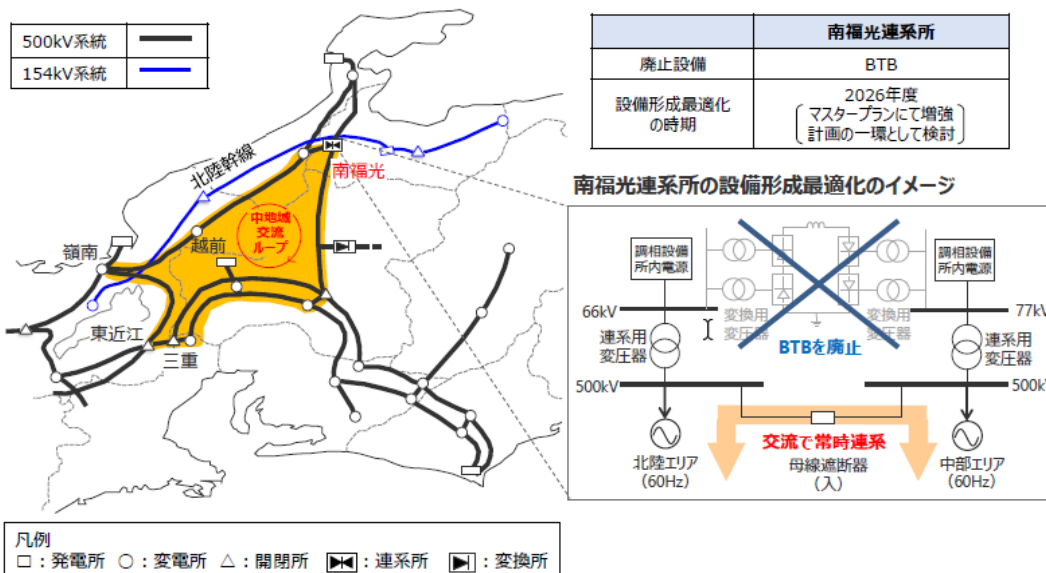 500kV系統
154kV系統
南福光連系所
廃止設備
BTB
設備形成最適化
の時期
2026年度
マスタープランにて増強
計画の一環として検討
北陸幹線
南福光
中地域
交流
ループ
越前
嶺南
東近江
三重
南福光連系所の設備形成最適化のイメージ
調相設備
所内電源
調相設備
所内電源
66kV
77kV
変換用
変圧器
変換用
変圧器
連系用
変圧器
連系用
変圧器
BTBを廃止
500kV
500kV
交流で常時連系
北陸エリア
(60Hz)
母線遮断器
(入)
中部エリア
(60Hz)
凡例
□：発電所 ○：変電所 △：開閉所 ：連系所 ：変換所